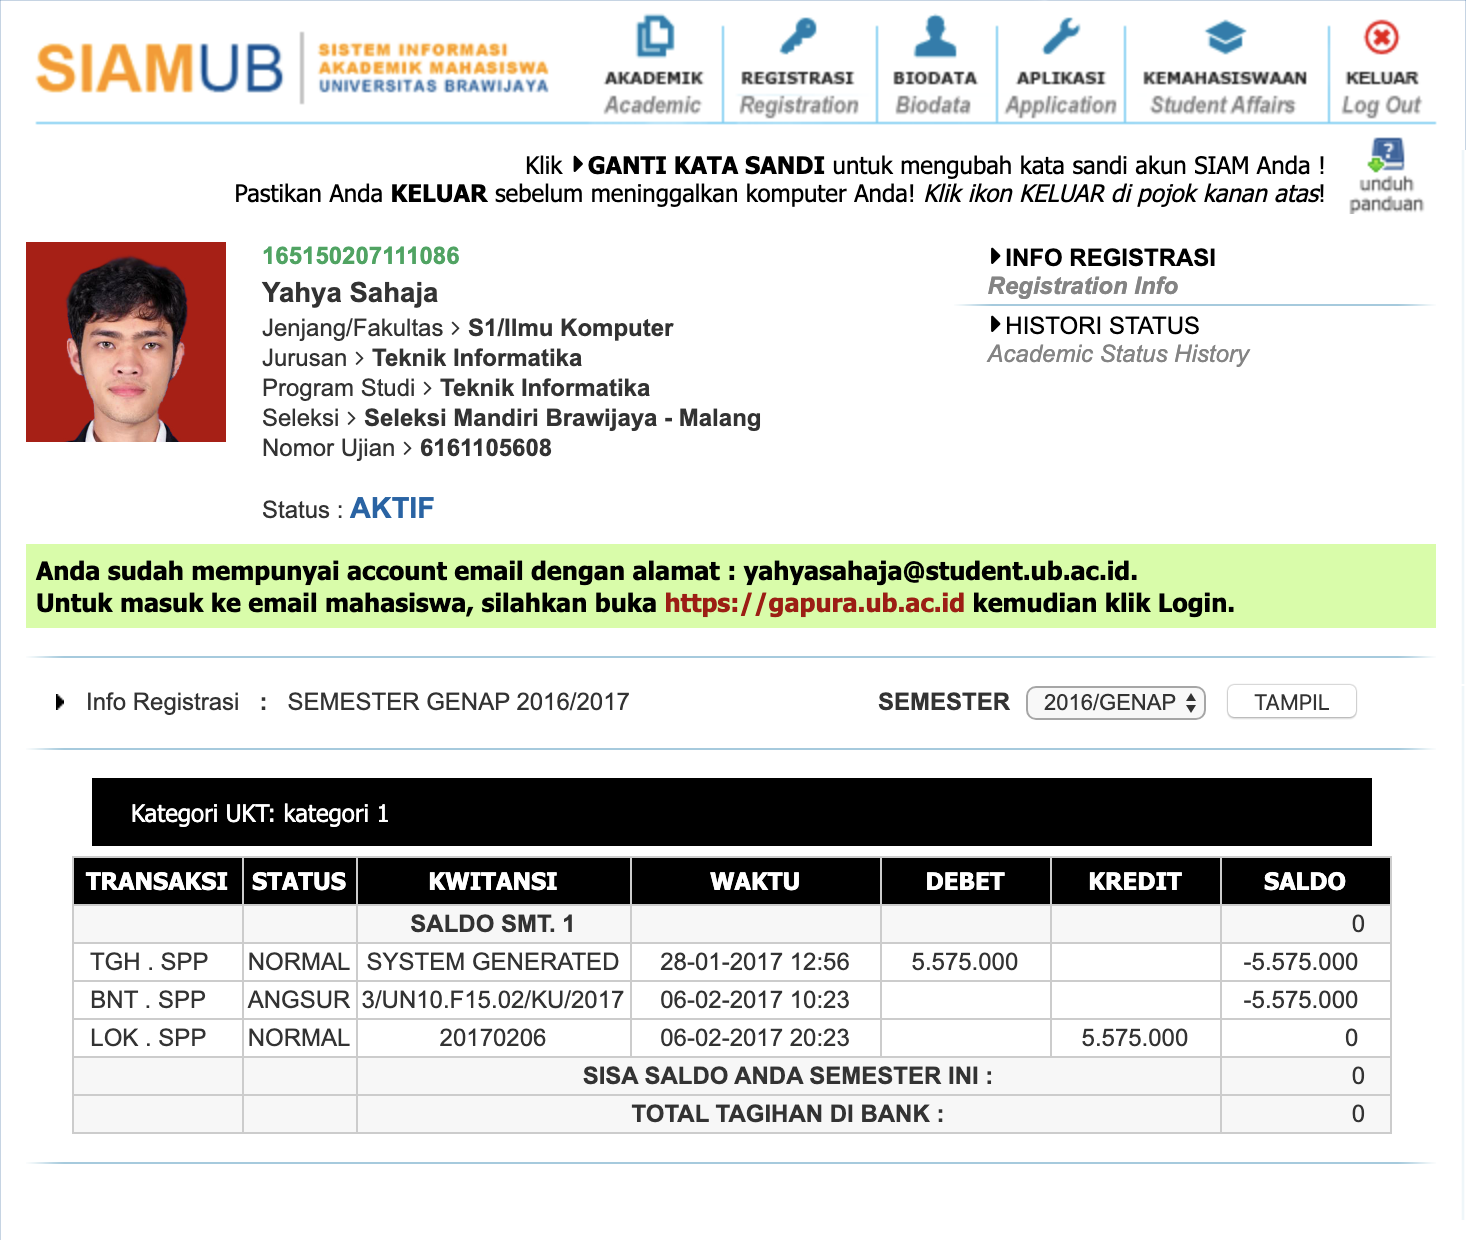 SIAMUB
SISTEM INFORMASI
AKADEMIK MAHASISWA
UNIVERSITAS BRAWIJAYA
AKADEMIK
Academic
REGISTRASI
Registration
BIODATA
Biodata
APLIKASI
Application
KEMAHASISWAAN
Student Affairs
KELUAR
Log Out
Klik GANTI KATA SANDI untuk mengubah kata sandi akun SIAM Anda !
Pastikan Anda KELUAR sebelum meninggalkan komputer Anda! Klik ikon KELUAR di pojok kanan atas!
unduh
panduan
165150207111086
Yahya Sahaja
Jenjang/Fakultas > S1/Ilmu Komputer
Jurusan > Teknik Informatika
Program Studi > Teknik Informatika
Seleksi > Seleksi Mandiri Brawijaya - Malang
Nomor Ujian > 6161105608
Status : AKTIF
INFO REGISTRASI
Registration Info
HISTORI STATUS
Academic Status History
Anda sudah mempunyai account email dengan alamat : yahyasahaja@student.ub.ac.id.
Untuk masuk ke email mahasiswa, silahkan buka https://gapura.ub.ac.id kemudian klik Login.
Info Registrasi : SEMESTER GENAP 2016/2017
SEMESTER 2016/GENAP TAMPIL
Kategori UKT: kategori 1
TRANSAKSI STATUS KWITANSI WAKTU DEBET KREDIT SALDO
SALDO SMT. 1 0
TGH . SPP NORMAL SYSTEM GENERATED 28-01-2017 12:56 5.575.000 -5.575.000
BNT . SPP ANGSUR 3/UN10.F15.02/KU/2017 06-02-2017 10:23 -5.575.000
LOK . SPP NORMAL 20170206 06-02-2017 20:23 5.575.000 0
SISA SALDO ANDA SEMESTER INI : 0
TOTAL TAGIHAN DI BANK : 0